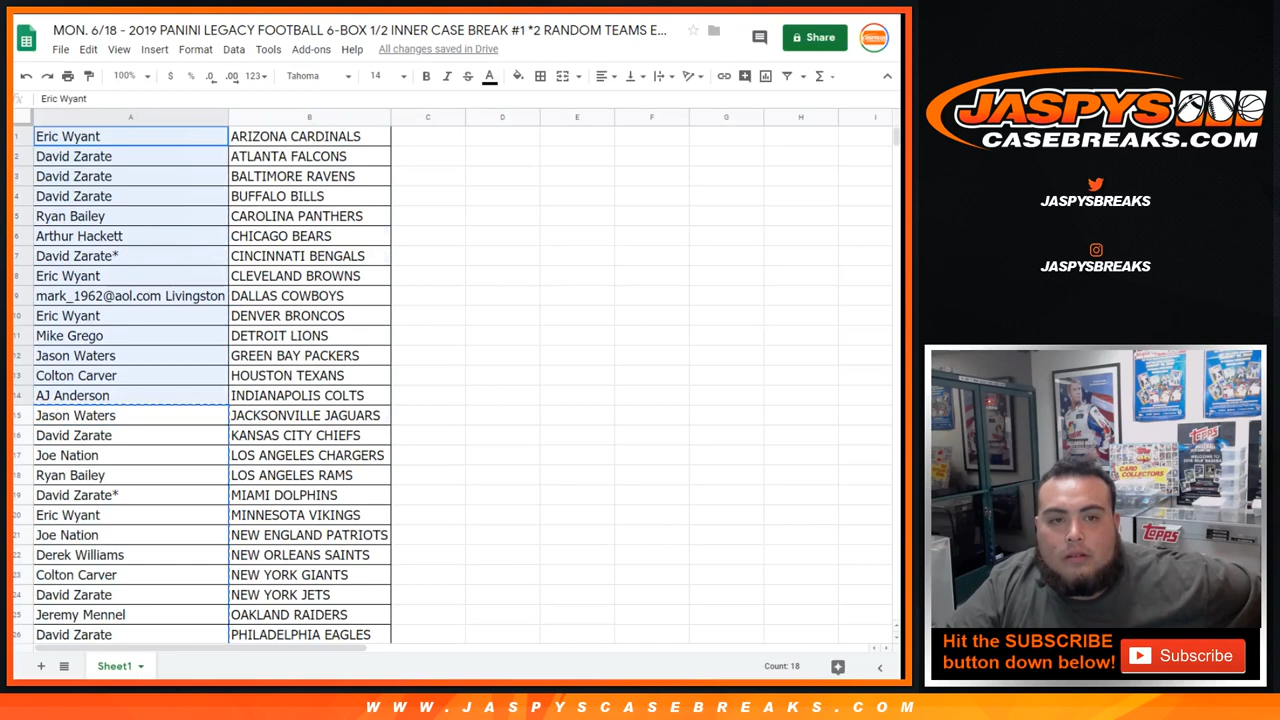 MON. 6/18 - 2019 PANINI LEGACY FOOTBALL 6-BOX 1/2 INNER CASE BREAK #1 *2 RANDOM TEAMS E...
File Edit View Insert Format Data Tools Add-ons Help All changes saved in Drive
Share
100% $ % .0 .00 123 Tahoma 14 B I S A
fx Eric Wyant
A B C D E F G H I
1 Eric Wyant ARIZONA CARDINALS
2 David Zarate ATLANTA FALCONS
3 David Zarate BALTIMORE RAVENS
4 David Zarate BUFFALO BILLS
5 Ryan Bailey CAROLINA PANTHERS
6 Arthur Hackett CHICAGO BEARS
7 David Zarate* CINCINNATI BENGALS
8 Eric Wyant CLEVELAND BROWNS
9 mark_1962@aol.com Livingston DALLAS COWBOYS
10 Eric Wyant DENVER BRONCOS
11 Mike Grego DETROIT LIONS
12 Jason Waters GREEN BAY PACKERS
13 Colton Carver HOUSTON TEXANS
14 AJ Anderson INDIANAPOLIS COLTS
15 Jason Waters JACKSONVILLE JAGUARS
16 David Zarate KANSAS CITY CHIEFS
17 Joe Nation LOS ANGELES CHARGERS
18 Ryan Bailey LOS ANGELES RAMS
19 David Zarate* MIAMI DOLPHINS
20 Eric Wyant MINNESOTA VIKINGS
21 Joe Nation NEW ENGLAND PATRIOTS
22 Derek Williams NEW ORLEANS SAINTS
23 Colton Carver NEW YORK GIANTS
24 David Zarate NEW YORK JETS
25 Jeremy Mennel OAKLAND RAIDERS
26 David Zarate PHILADELPHIA EAGLES
Sheet1
Count: 18
JASPYS
CASEBREAKS.COM
JASPYSBREAKS
JASPYSBREAKS
CARD
COLLECTORS
topps
topps
Hit the SUBSCRIBE
button down below!
Subscribe
WWW.JASPYSCASEBREAKS.COM